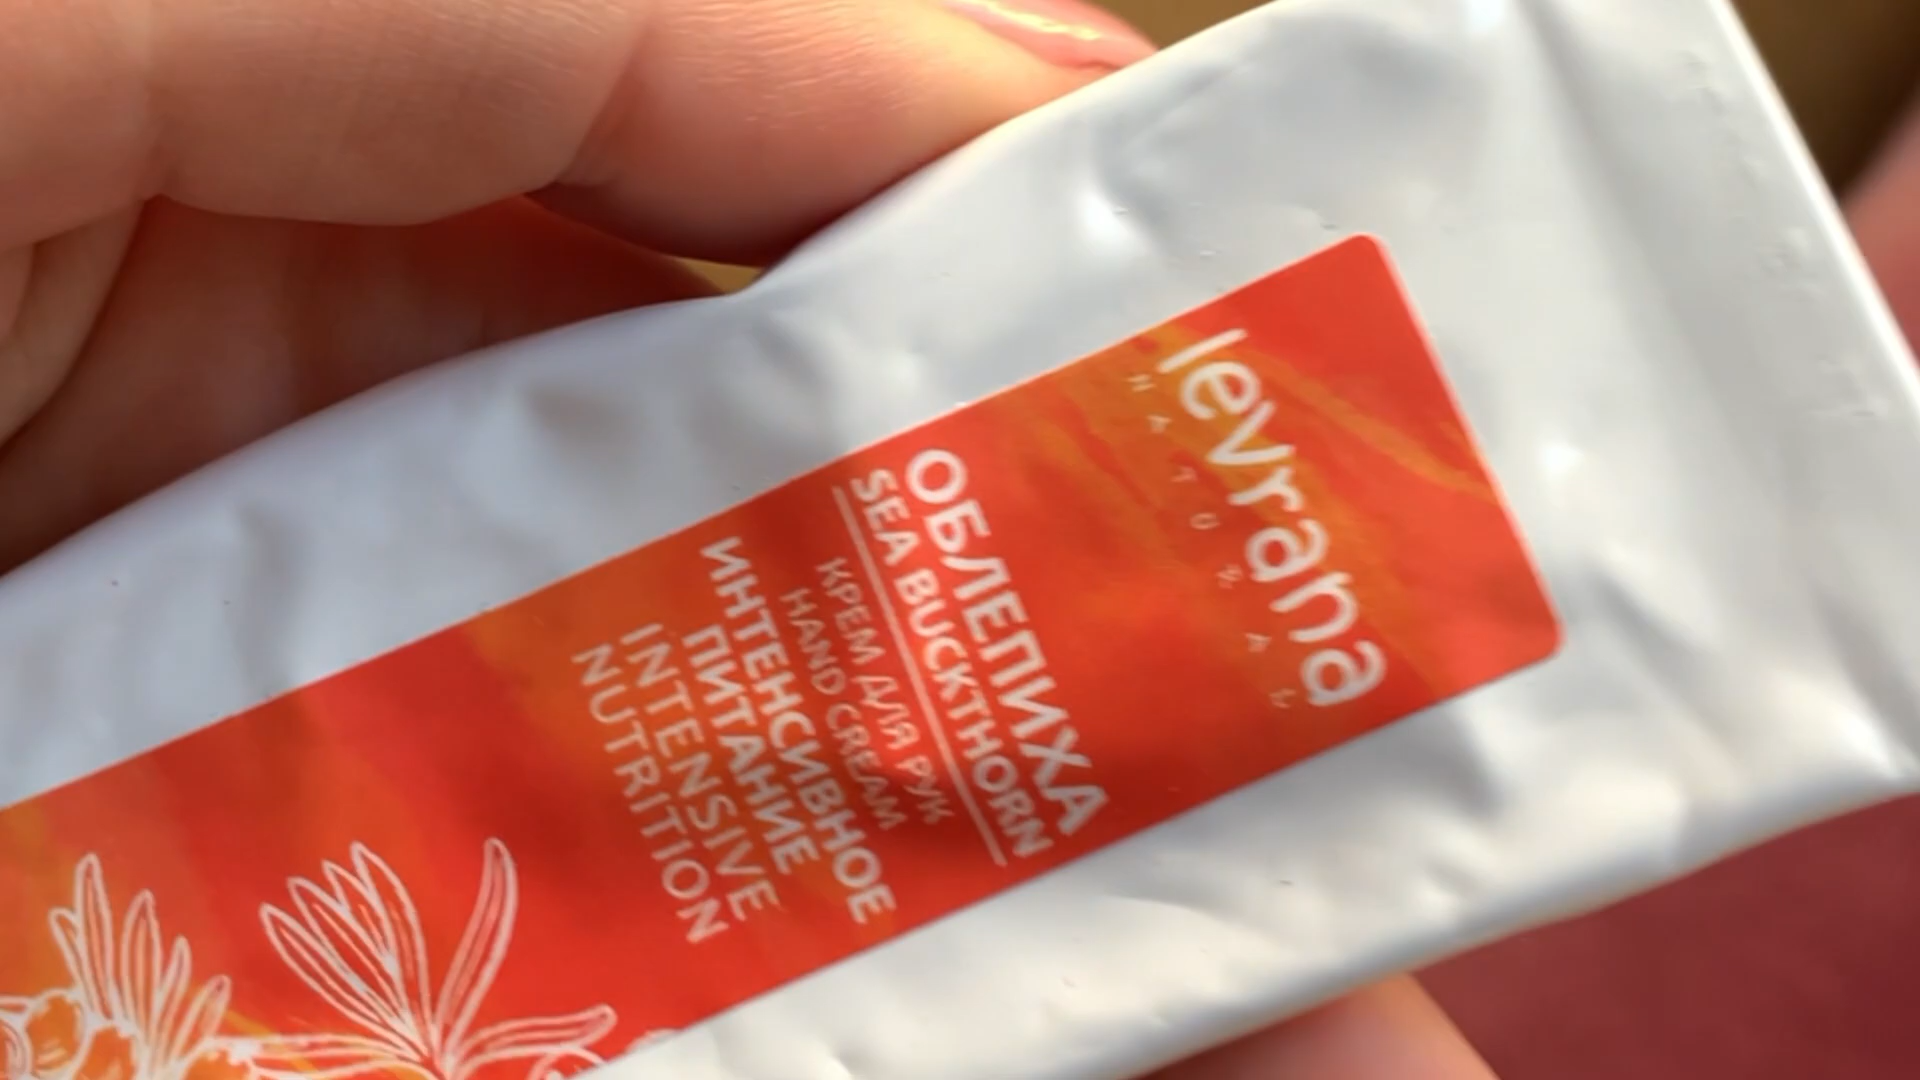 levrana
NATURAL
ОБЛЕПИХА
SEA BUCKTHORN
КРЕМ ДЛЯ РУК
HAND CREAM
ИНТЕНСИВНОЕ
ПИТАНИЕ
INTENSIVE
NUTRITION